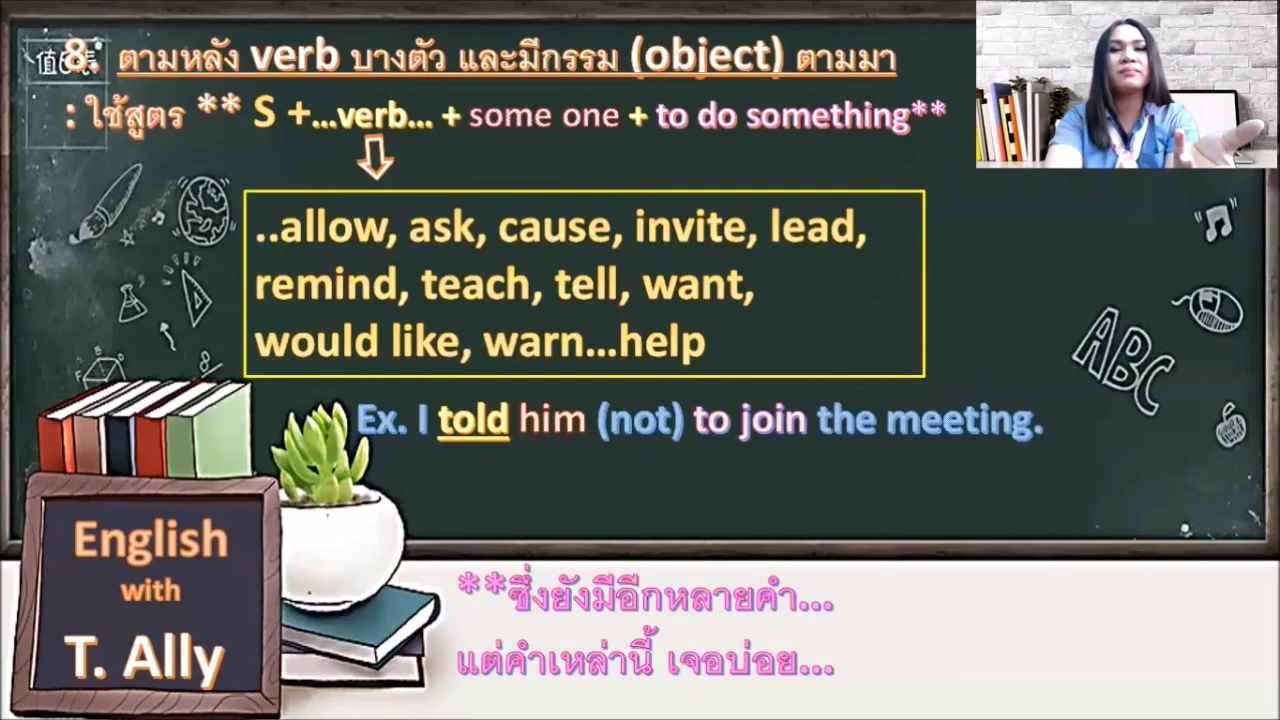 8. ตามหลัง verb บางตัว และมีกรรม (object) ตามมา
: ใช้สูตร ** S +...verb... + some one + to do something**
..allow, ask, cause, invite, lead,
remind, teach, tell, want,
would like, warn...help
Ex. I told him (not) to join the meeting.
ABC
English
with
T. Ally
**ซึ่งยังมีอีกหลายคำ...
แต่คำเหล่านี้ เจอบ่อย...